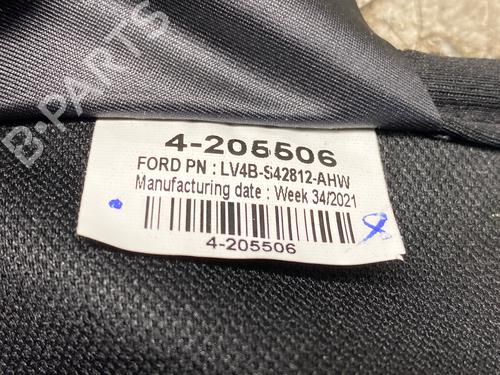 B-PARTS
4-205506
FORD PN : LV4B-S42812-AHW
Manufacturing date : Week 34/2021
4-205506